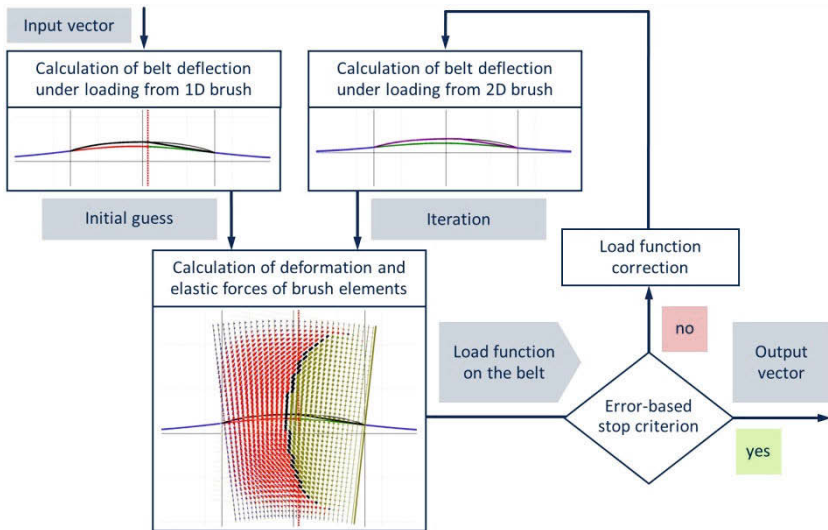 Input vector
Calculation of belt deflection
under loading from 1D brush
Calculation of belt deflection
under loading from 2D brush
Initial guess
Iteration
Load function
correction
Calculation of deformation and
elastic forces of brush elements
no
Load function
on the belt
Output
vector
Error-based
stop criterion
yes